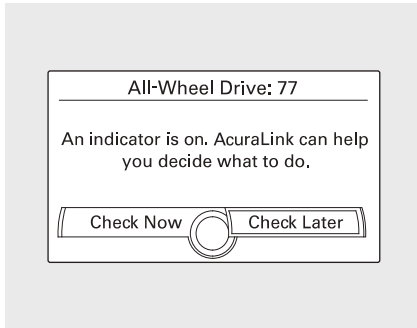 All-Wheel Drive: 77
An indicator is on. AcuraLink can help
you decide what to do.
Check Now
Check Later